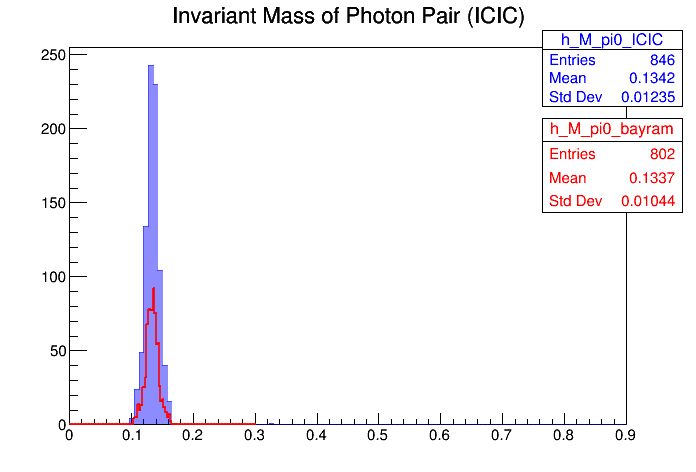 Invariant Mass of Photon Pair (ICIC)
h_M_pi0_ICIC
Entries 846
Mean 0.1342
Std Dev 0.01235
h_M_pi0_bayram
Entries 802
Mean 0.1337
Std Dev 0.01044
250
200
150
100
50
0
0 0.1 0.2 0.3 0.4 0.5 0.6 0.7 0.8 0.9